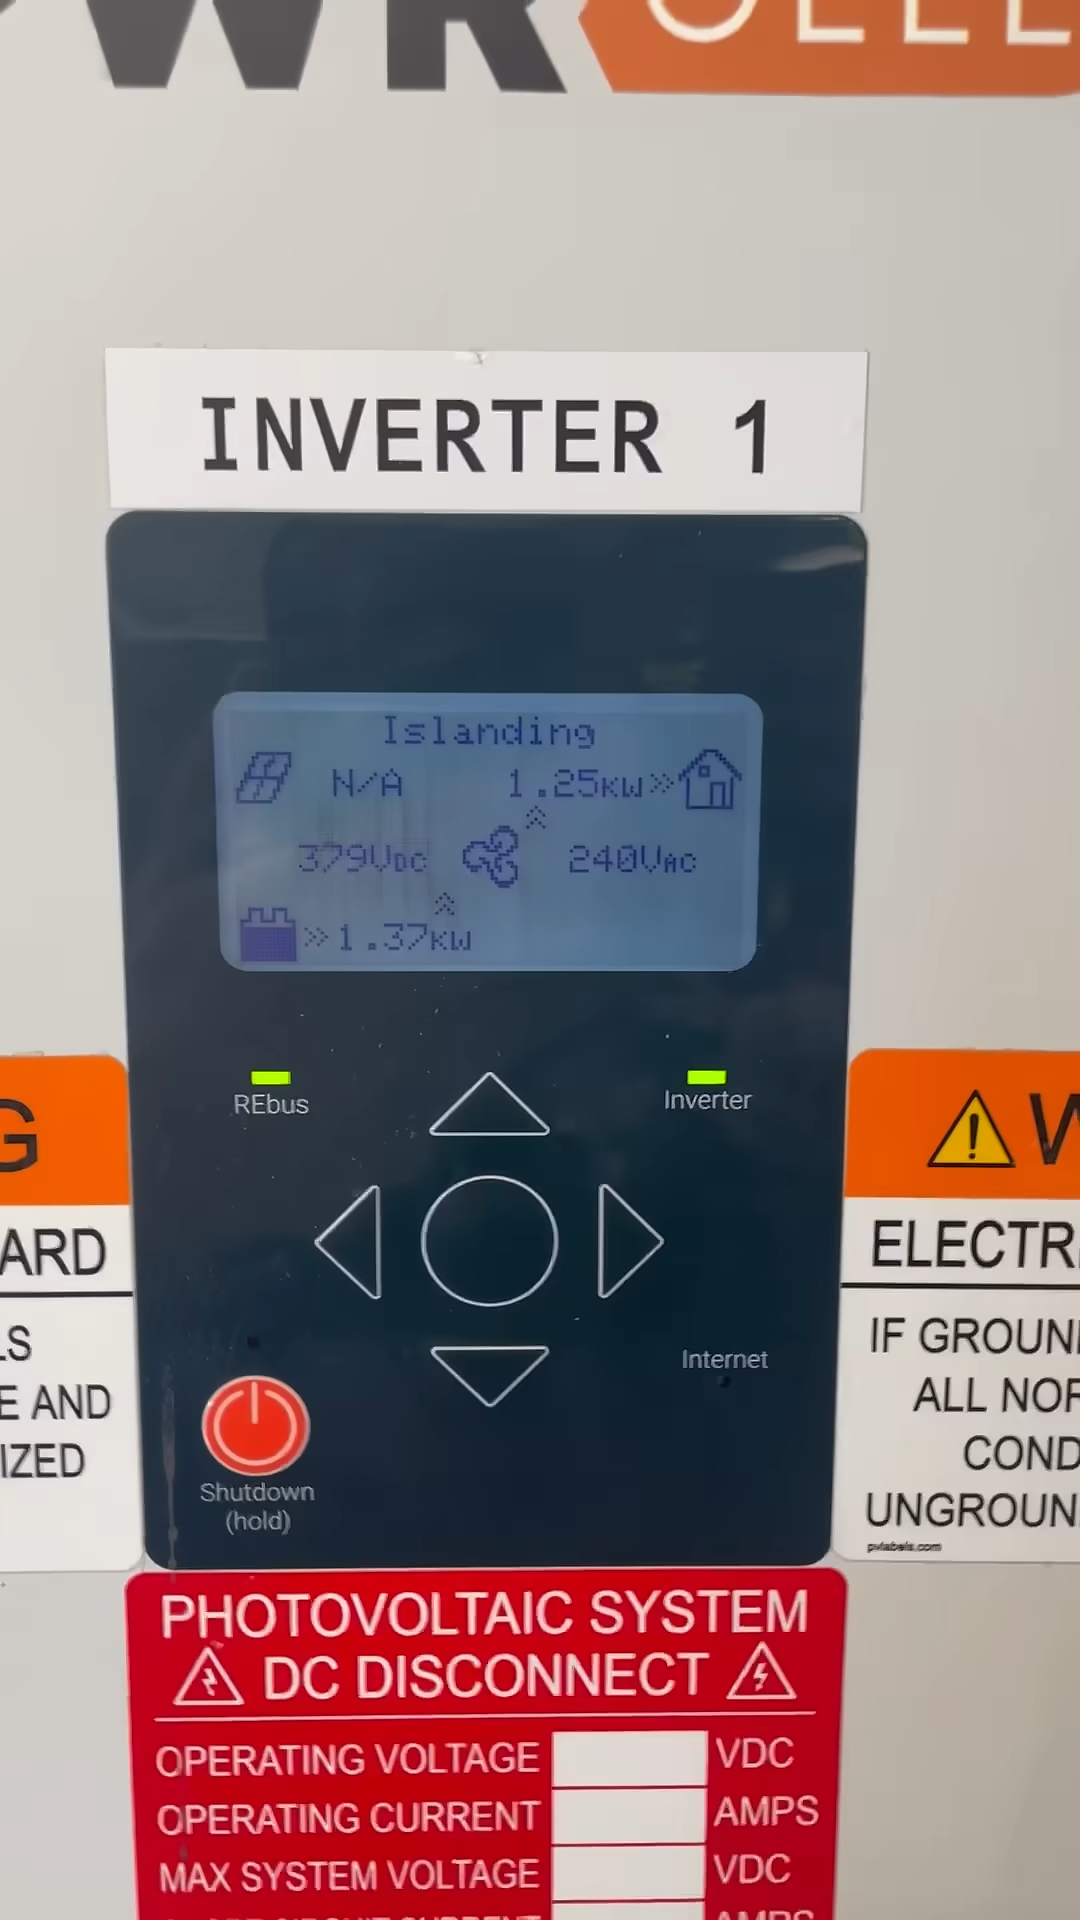 PWR CELL
INVERTER 1
Islanding
N/A 1.25KW»
379VDC 240VAC
»1.37KW
REbus
Inverter
Internet
Shutdown
(hold)
G
ARD
LS
E AND
IZED
W
ELECTR
IF GROUN
ALL NOR
COND
UNGROUN
pvlabels.com
PHOTOVOLTAIC SYSTEM
DC DISCONNECT
OPERATING VOLTAGE VDC
OPERATING CURRENT AMPS
MAX SYSTEM VOLTAGE VDC
AMPS